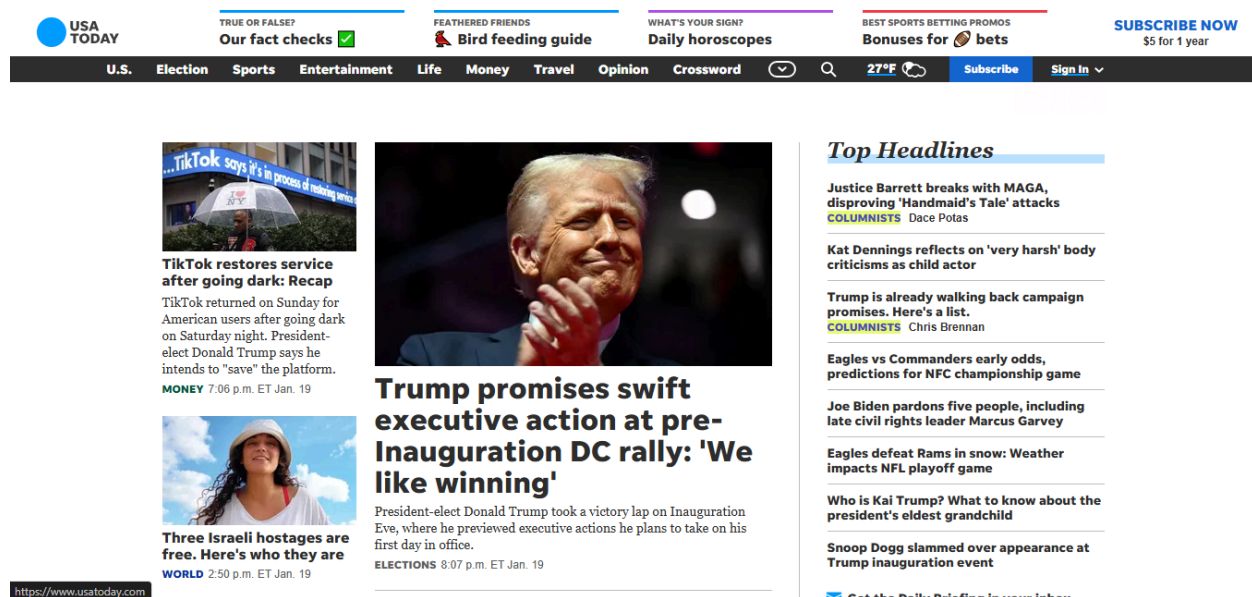 USA
TODAY
TRUE OR FALSE?
Our fact checks ✅
FEATHERED FRIENDS
Bird feeding guide
WHAT'S YOUR SIGN?
Daily horoscopes
BEST SPORTS BETTING PROMOS
Bonuses for 🏈 bets
SUBSCRIBE NOW
$5 for 1 year
U.S. Election Sports Entertainment Life Money Travel Opinion Crossword 27°F Subscribe Sign In
...TikTok says it's in process of restoring service
I ❤ NY
TikTok restores service
after going dark: Recap
TikTok returned on Sunday for
American users after going dark
on Saturday night. President-
elect Donald Trump says he
intends to "save" the platform.
MONEY 7:06 p.m. ET Jan. 19
Three Israeli hostages are
free. Here's who they are
WORLD 2:50 p.m. ET Jan. 19
Trump promises swift
executive action at pre-
Inauguration DC rally: 'We
like winning'
President-elect Donald Trump took a victory lap on Inauguration
Eve, where he previewed executive actions he plans to take on his
first day in office.
ELECTIONS 8:07 p.m. ET Jan. 19
Top Headlines
Justice Barrett breaks with MAGA,
disproving 'Handmaid's Tale' attacks
COLUMNISTS Dace Potas
Kat Dennings reflects on 'very harsh' body
criticisms as child actor
Trump is already walking back campaign
promises. Here's a list.
COLUMNISTS Chris Brennan
Eagles vs Commanders early odds,
predictions for NFC championship game
Joe Biden pardons five people, including
late civil rights leader Marcus Garvey
Eagles defeat Rams in snow: Weather
impacts NFL playoff game
Who is Kai Trump? What to know about the
president's eldest grandchild
Snoop Dogg slammed over appearance at
Trump inauguration event
Get the Daily Briefing in your inbox
https://www.usatoday.com